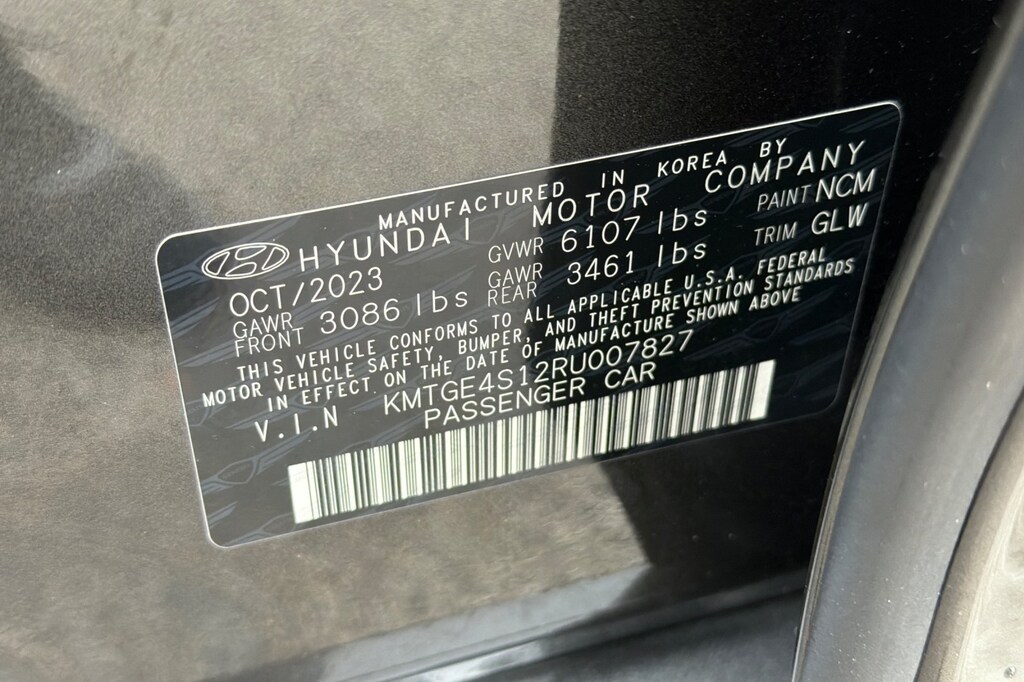 MANUFACTURED IN KOREA BY
HYUNDAI MOTOR COMPANY
OCT/2023 GVWR 6107 lbs PAINT NCM
GAWR FRONT 3086 lbs GAWR REAR 3461 lbs TRIM GLW
THIS VEHICLE CONFORMS TO ALL APPLICABLE U.S.A. FEDERAL
MOTOR VEHICLE SAFETY, BUMPER, AND THEFT PREVENTION STANDARDS
IN EFFECT ON THE DATE OF MANUFACTURE SHOWN ABOVE
V.I.N KMTGE4S12RU007827
PASSENGER CAR